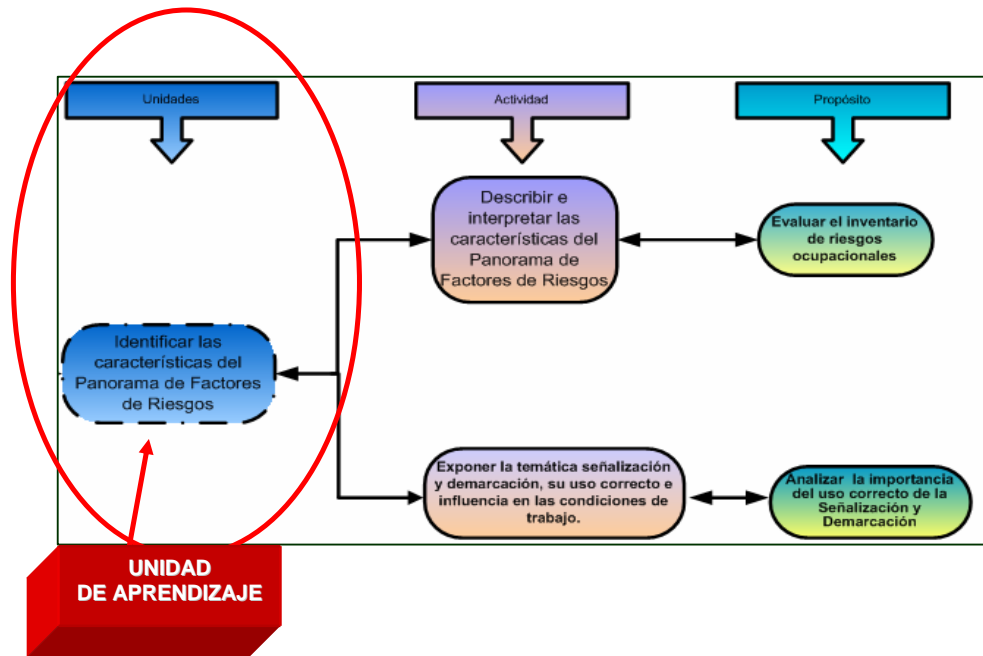 Unidades
Actividad
Propósito
Describir e
interpretar las
características del
Panorama de
Factores de Riesgos
Evaluar el inventario
de riesgos
ocupacionales
Identificar las
características del
Panorama de Factores
de Riesgos
Exponer la temática señalización
y demarcación, su uso correcto e
influencia en las condiciones de
trabajo.
Analizar la importancia
del uso correcto de la
Señalización y
Demarcación
UNIDAD
DE APRENDIZAJE